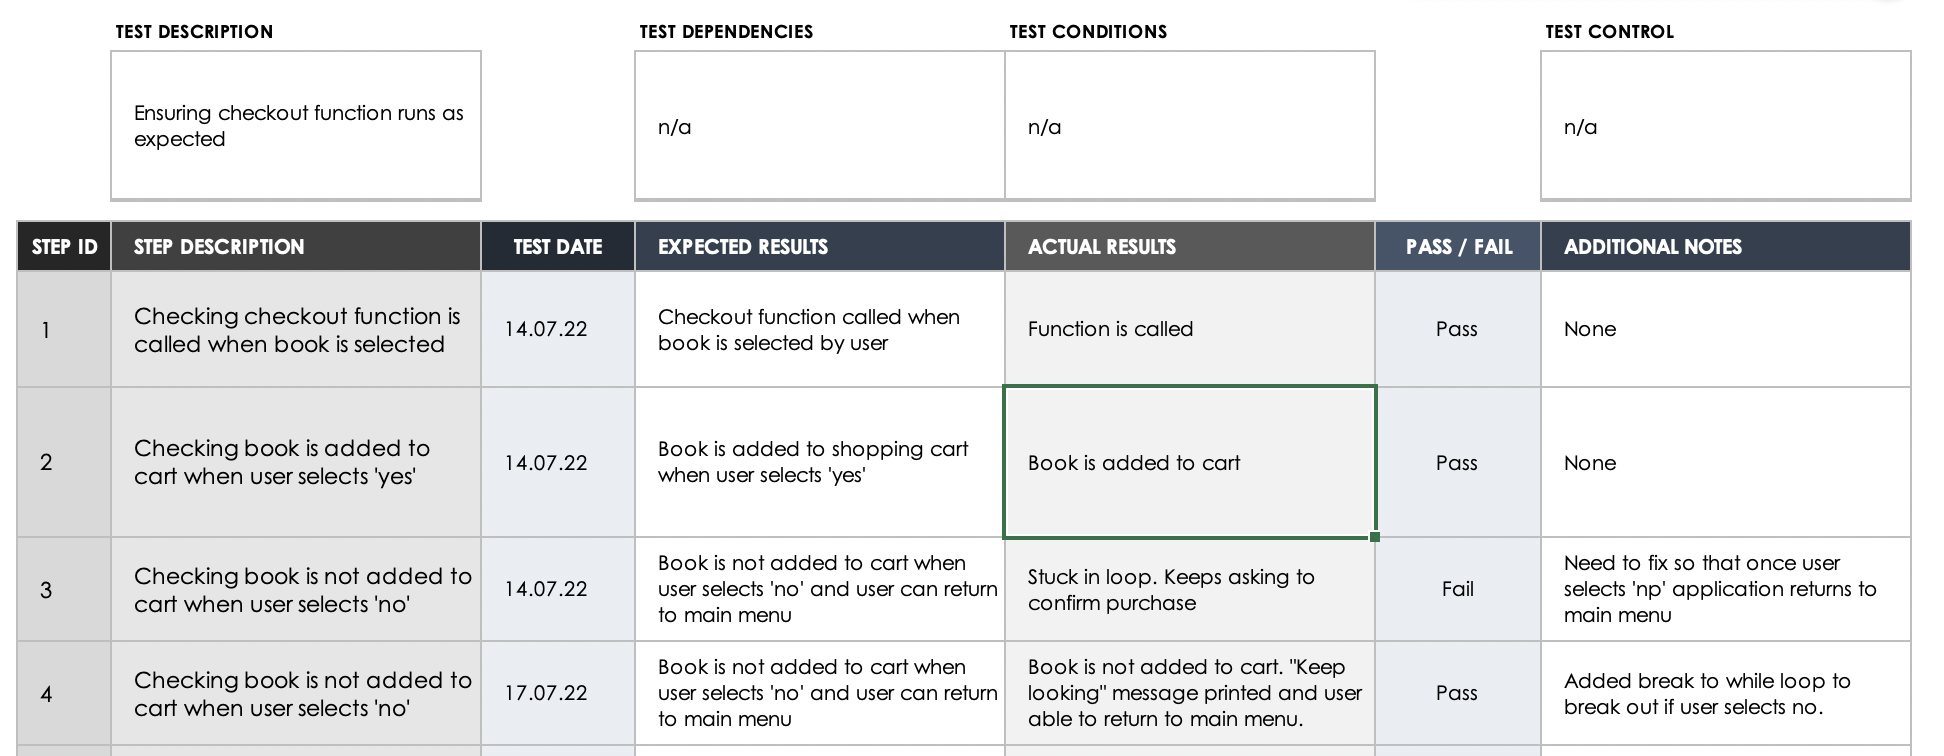 TEST DESCRIPTION
TEST DEPENDENCIES
TEST CONDITIONS
TEST CONTROL
Ensuring checkout function runs as
expected
n/a
n/a
n/a
STEP ID
STEP DESCRIPTION
TEST DATE
EXPECTED RESULTS
ACTUAL RESULTS
PASS / FAIL
ADDITIONAL NOTES
1
Checking checkout function is
called when book is selected
14.07.22
Checkout function called when
book is selected by user
Function is called
Pass
None
2
Checking book is added to
cart when user selects 'yes'
14.07.22
Book is added to shopping cart
when user selects 'yes'
Book is added to cart
Pass
None
3
Checking book is not added to
cart when user selects 'no'
14.07.22
Book is not added to cart when
user selects 'no' and user can return
to main menu
Stuck in loop. Keeps asking to
confirm purchase
Fail
Need to fix so that once user
selects 'np' application returns to
main menu
4
Checking book is not added to
cart when user selects 'no'
17.07.22
Book is not added to cart when
user selects 'no' and user can return
to main menu
Book is not added to cart. "Keep
looking" message printed and user
able to return to main menu.
Pass
Added break to while loop to
break out if user selects no.